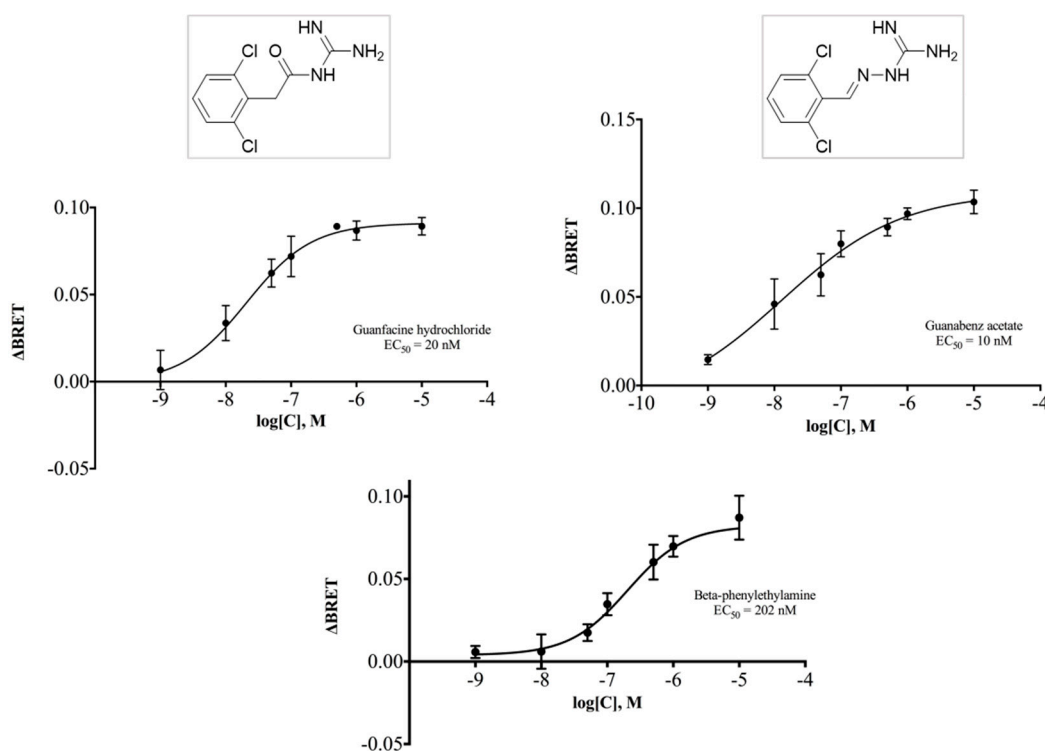 Cl
O
HN
NH₂
NH
Cl
0.10
0.05
0.00
-0.05
-9 -8 -7 -6 -5 -4
log[C], M
ΔBRET
Guanfacine hydrochloride
EC₅₀ = 20 nM
Cl
N
NH
HN
NH₂
Cl
0.15
0.10
0.05
0.00
-10 -9 -8 -7 -6 -5 -4
log[C], M
ΔBRET
Guanabenz acetate
EC₅₀ = 10 nM
0.10
0.05
0.00
-0.05
-9 -8 -7 -6 -5 -4
log[C], M
ΔBRET
Beta-phenylethylamine
EC₅₀ = 202 nM